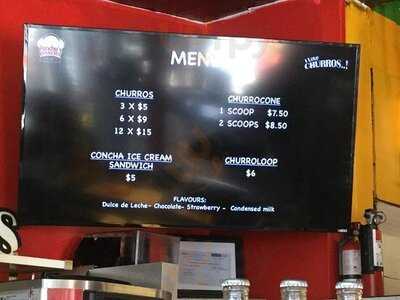 MENU
I LOVE
CHURROS..!
CHURROS
3 X $5
6 X $9
12 X $15
CHURROCONE
1 SCOOP $7.50
2 SCOOPS $8.50
CONCHA ICE CREAM
SANDWICH
$5
CHURROLOOP
$6
FLAVOURS:
Dulce de Leche- Chocolate- Strawberry - Condensed milk